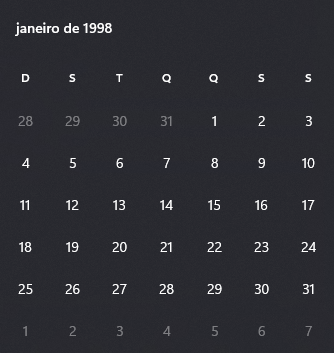 janeiro de 1998
D S T Q Q S S
28 29 30 31 1 2 3
4 5 6 7 8 9 10
11 12 13 14 15 16 17
18 19 20 21 22 23 24
25 26 27 28 29 30 31
1 2 3 4 5 6 7